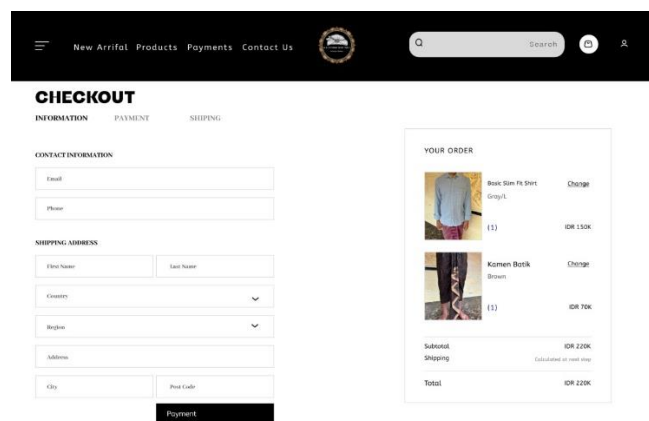 New Arrifal Products Payments Contact Us
Search
CHECKOUT
INFORMATION PAYMENT SHIPING
CONTACT INFORMATION
Email
Phone
SHIPPING ADDRESS
First Name Last Name
Country
Region
Address
City Post Code
Payment
YOUR ORDER
Basic Slim Fit Shirt Change
Gray/L
(1) IDR 150K
Kamen Batik Change
Brown
(1) IDR 70K
Subtotal IDR 220K
Shipping Calculated at next step
Total IDR 220K